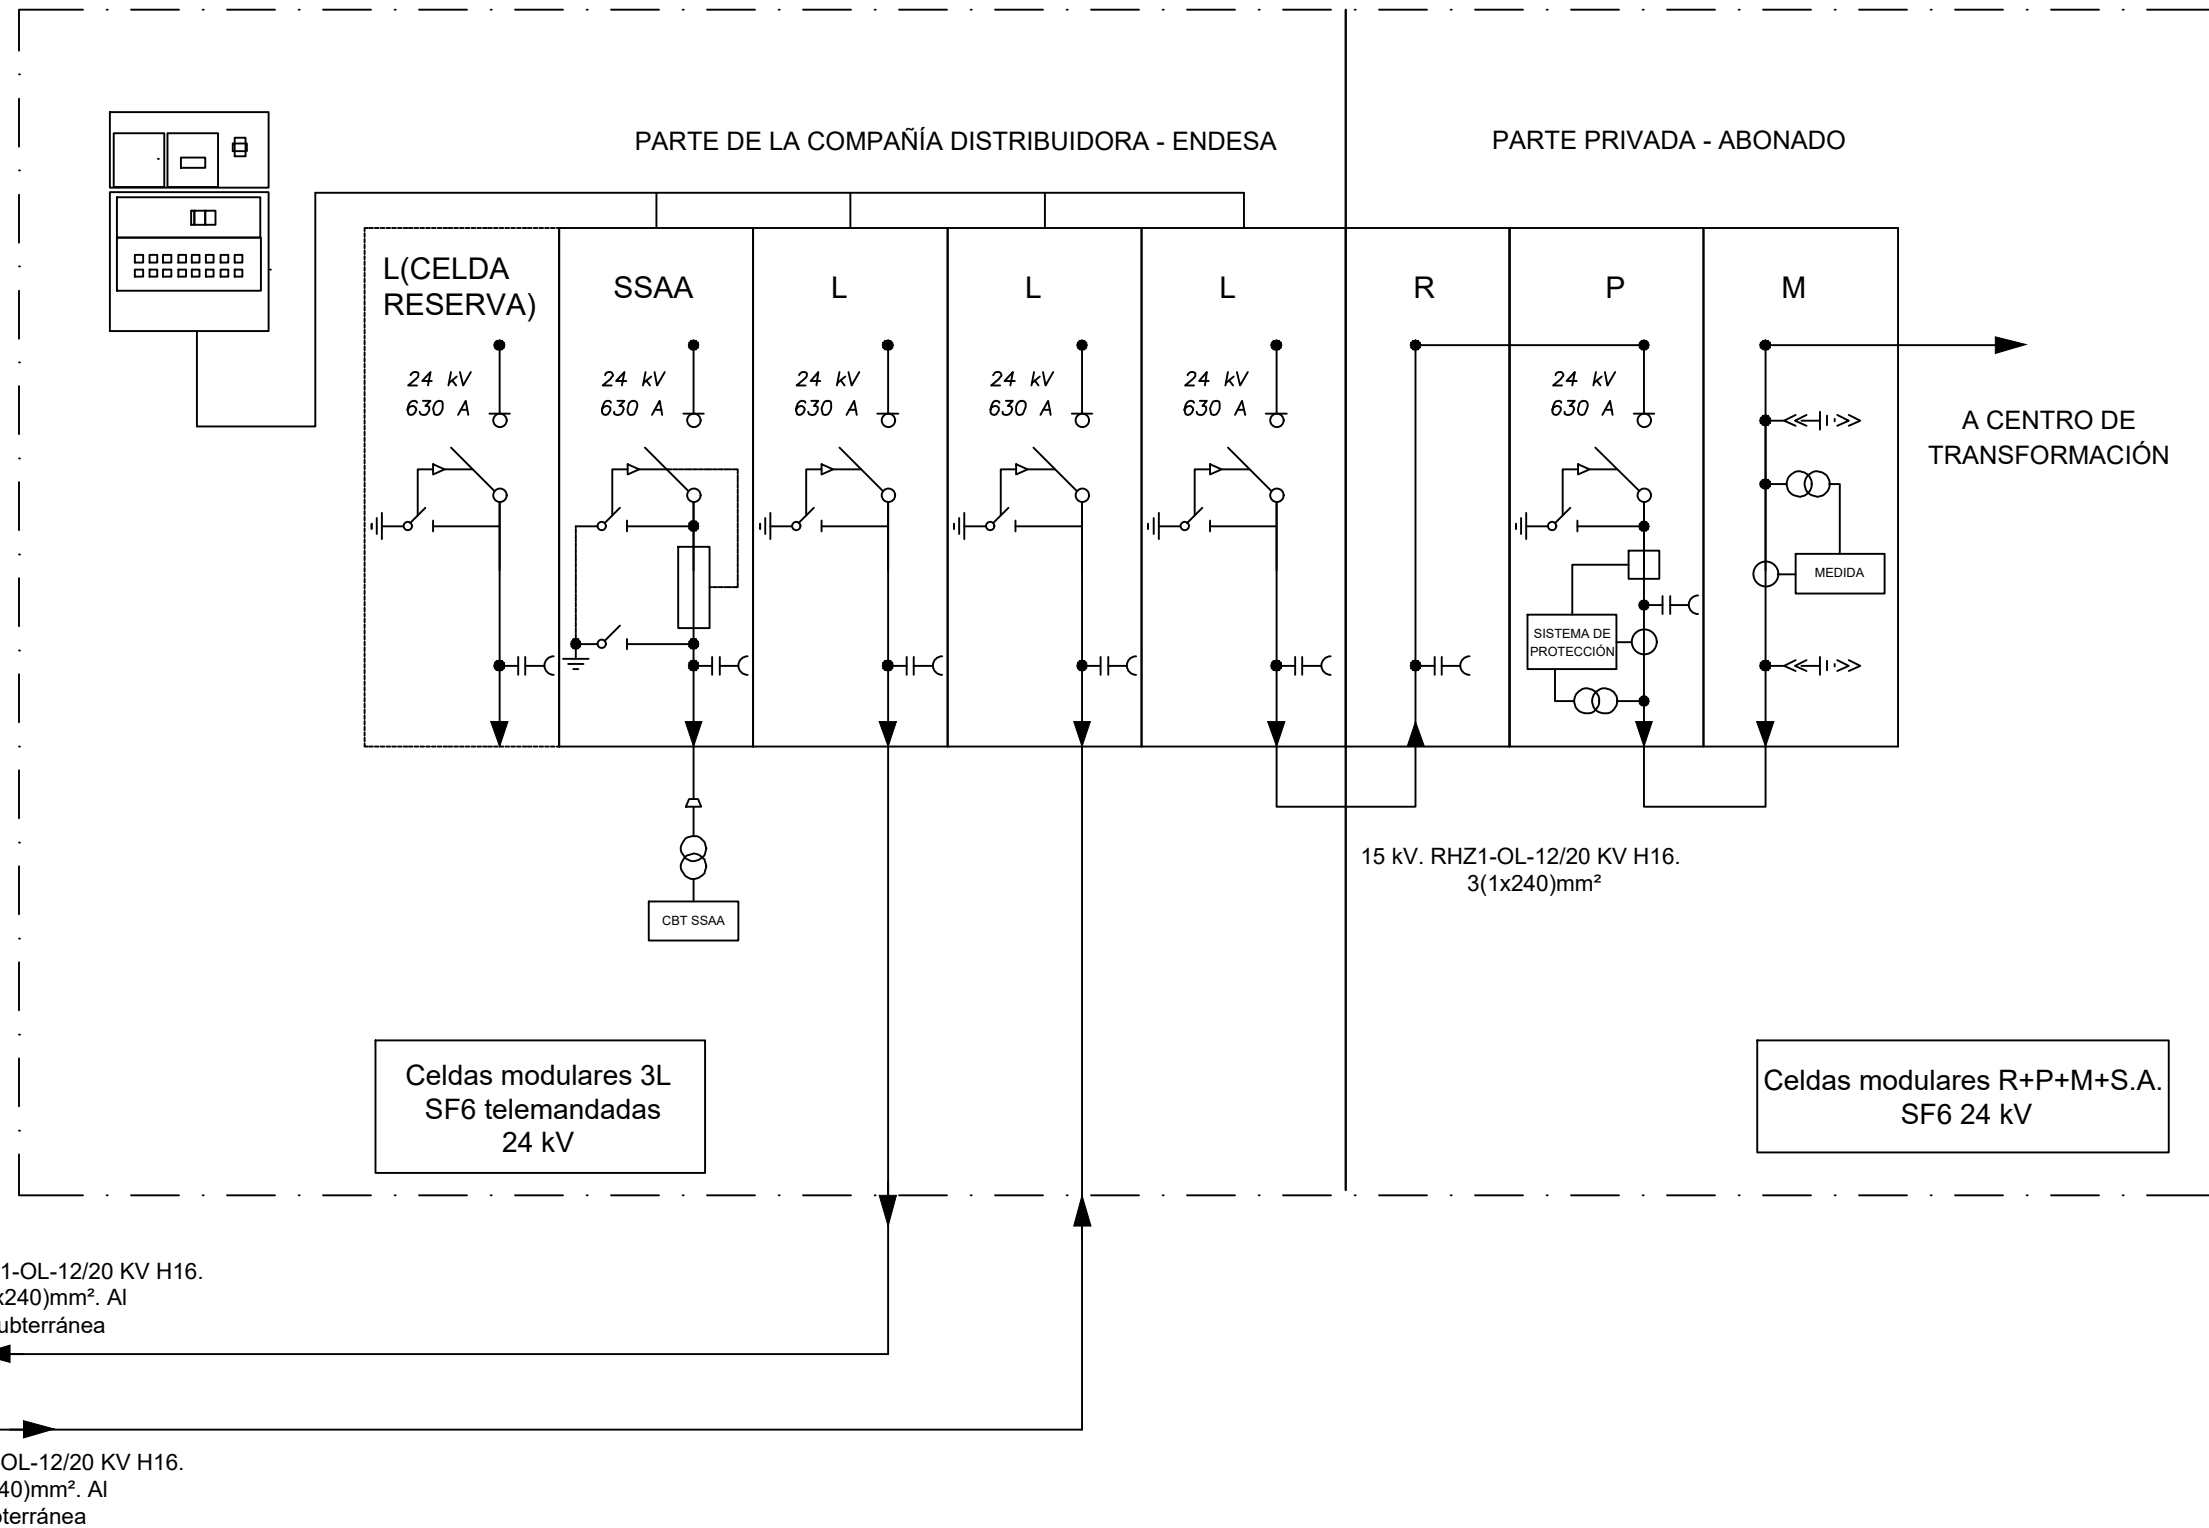 PARTE DE LA COMPAÑÍA DISTRIBUIDORA - ENDESA
PARTE PRIVADA - ABONADO
L(CELDA
RESERVA)
SSAA
L
L
L
R
P
M
24 kV
630 A
24 kV
630 A
24 kV
630 A
24 kV
630 A
24 kV
630 A
24 kV
630 A
A CENTRO DE
TRANSFORMACIÓN
MEDIDA
SISTEMA DE
PROTECCIÓN
15 kV. RHZ1-OL-12/20 KV H16.
3(1x240)mm²
CBT SSAA
Celdas modulares 3L
SF6 telemandadas
24 kV
Celdas modulares R+P+M+S.A.
SF6 24 kV
1-OL-12/20 KV H16.
x240)mm². Al
ubterránea
OL-12/20 KV H16.
40)mm². Al
terránea